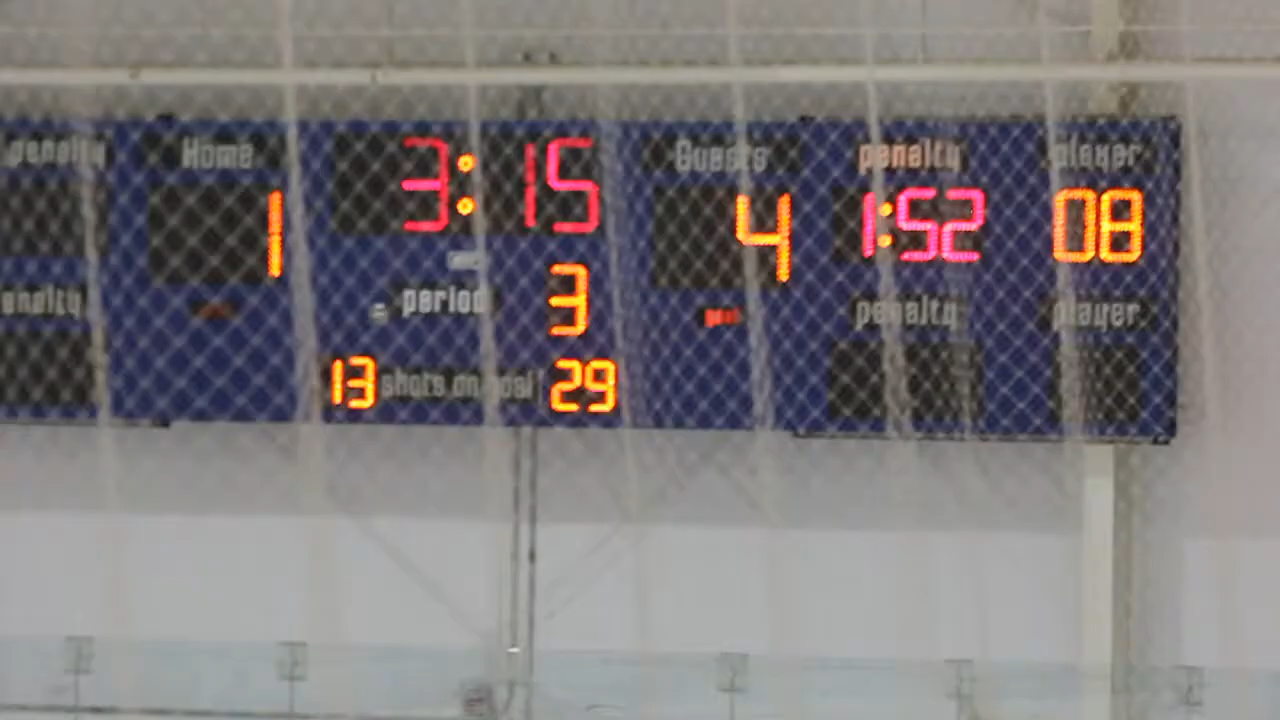 penalty Home 3:15 Guests penalty player
1 4 1:52 08
penalty period 3 penalty player
13 shots on goal 29